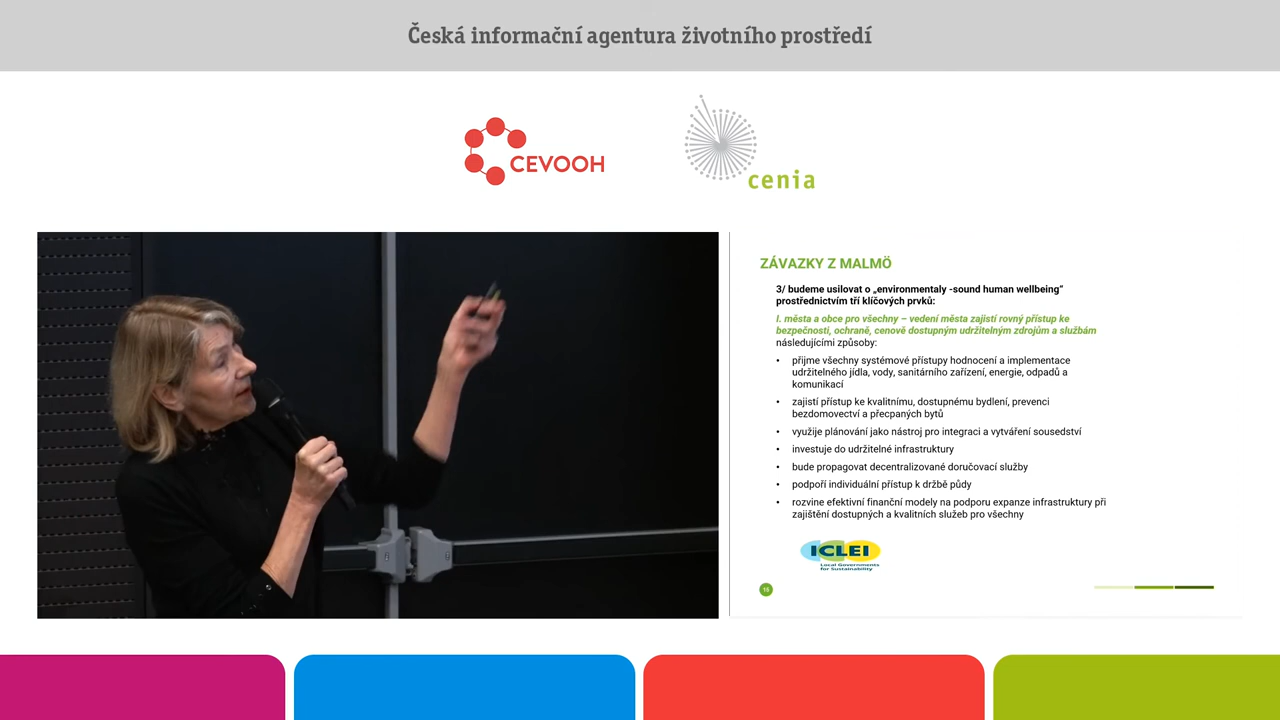 Česká informační agentura životního prostředí
CEVOOH
cenia
ZÁVAZKY Z MALMÖ
3/ budeme usilovat o „environmentaly -sound human wellbeing“
prostřednictvím tří klíčových prvků:
I. města a obce pro všechny – vedení města zajistí rovný přístup ke
bezpečnosti, ochraně, cenově dostupným udržitelným zdrojům a službám
následujícími způsoby:
• přijme všechny systémové přístupy hodnocení a implementace
udržitelného jídla, vody, sanitárního zařízení, energie, odpadů a
komunikací
• zajistí přístup ke kvalitnímu, dostupnému bydlení, prevenci
bezdomovectví a přecpaných bytů
• využije plánování jako nástroj pro integraci a vytváření sousedství
• investuje do udržitelné infrastruktury
• bude propagovat decentralizované doručovací služby
• podpoří individuální přístup k držbě půdy
• rozvine efektivní finanční modely na podporu expanze infrastruktury při
zajištění dostupných a kvalitních služeb pro všechny
ICLEI
Local Governments
for Sustainability
15